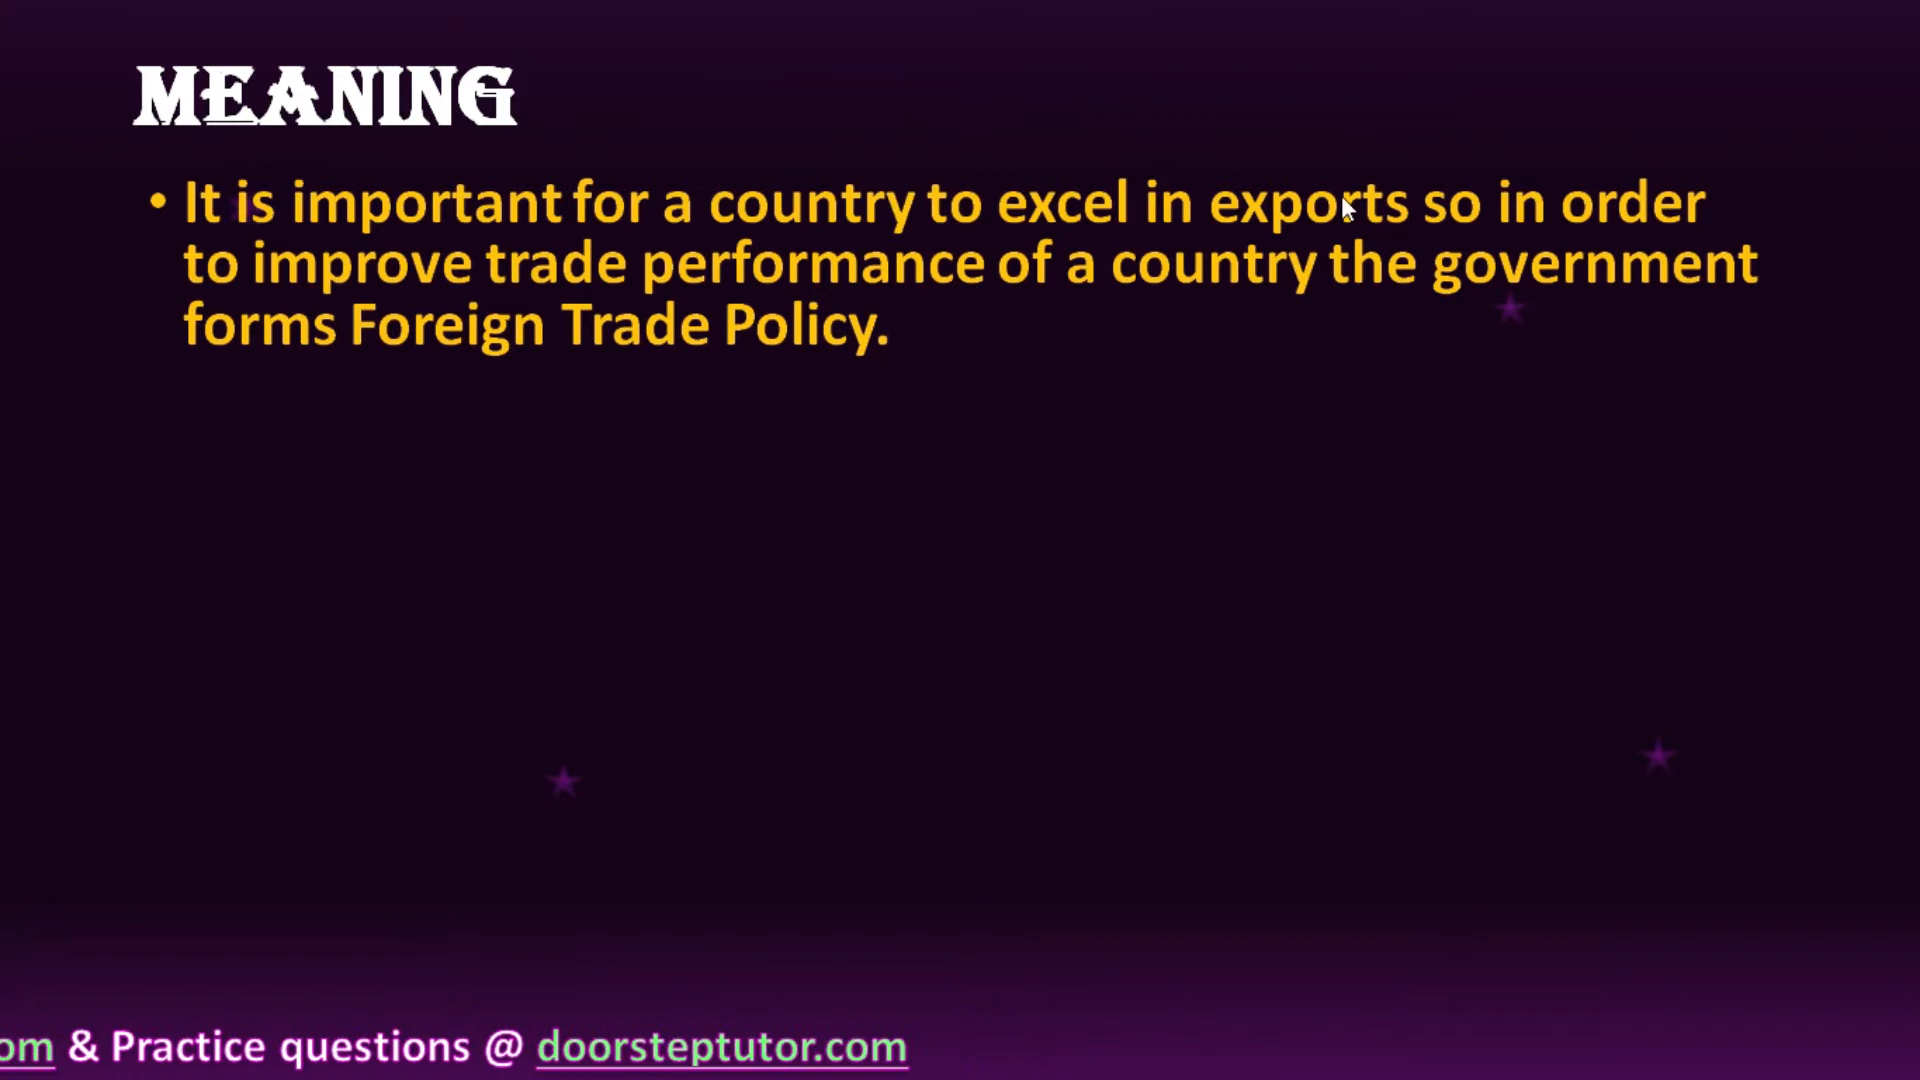 MEANING
• It is important for a country to excel in exports so in order
to improve trade performance of a country the government
forms Foreign Trade Policy.
om & Practice questions @ doorsteptutor.com